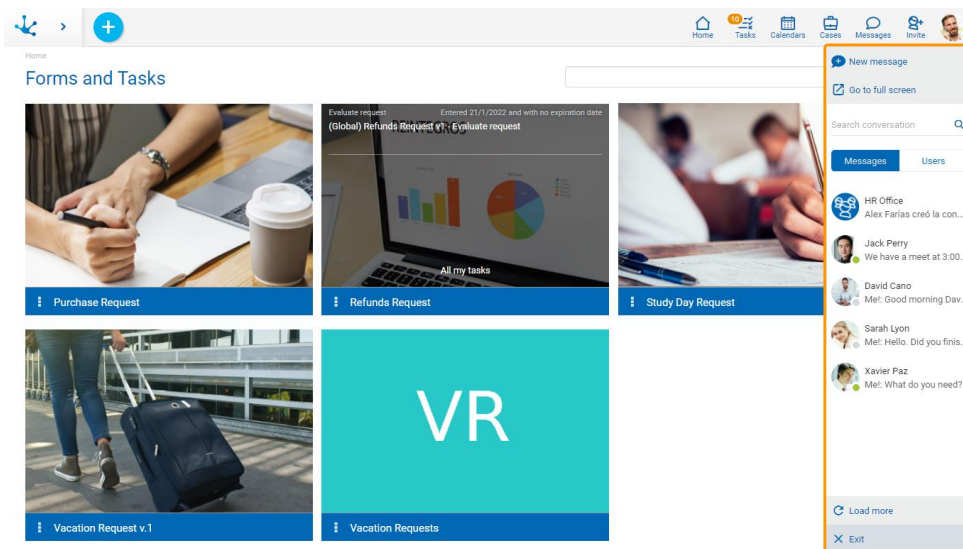 10
Home
Tasks
Calendars
Cases
Messages
Invite
Home
Forms and Tasks
New message
Go to full screen
Search conversation
Messages
Users
HR Office
Alex Farías creó la con...
Jack Perry
We have a meet at 3:00.
David Cano
Me!: Good morning Dav.
Sarah Lyon
Me!: Hello. Did you finis.
Xavier Paz
Me!: What do you need?
Load more
Exit
Evaluate request
Entered 21/1/2022 and with no expiration date
(Global) Refunds Request v1 - Evaluate request
REINTEGROS
All my tasks
Purchase Request
Refunds Request
Study Day Request
VR
Vacation Request v.1
Vacation Requests